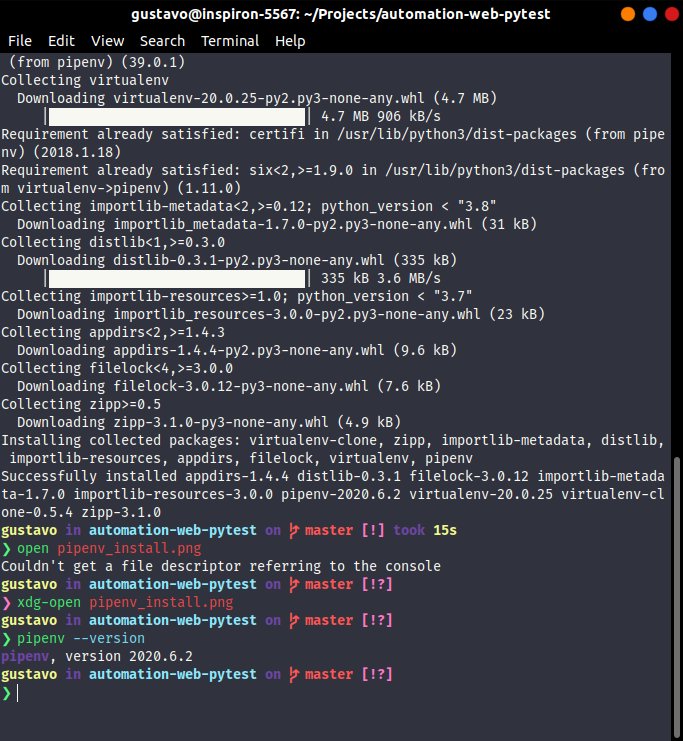 gustavo@inspiron-5567: ~/Projects/automation-web-pytest
File Edit View Search Terminal Help
(from pipenv) (39.0.1)
Collecting virtualenv
Downloading virtualenv-20.0.25-py2.py3-none-any.whl (4.7 MB)
| | 4.7 MB 906 kB/s
Requirement already satisfied: certifi in /usr/lib/python3/dist-packages (from pipe
nv) (2018.1.18)
Requirement already satisfied: six<2,>=1.9.0 in /usr/lib/python3/dist-packages (fro
m virtualenv->pipenv) (1.11.0)
Collecting importlib-metadata<2,>=0.12; python_version < "3.8"
Downloading importlib_metadata-1.7.0-py2.py3-none-any.whl (31 kB)
Collecting distlib<1,>=0.3.0
Downloading distlib-0.3.1-py2.py3-none-any.whl (335 kB)
| | 335 kB 3.6 MB/s
Collecting importlib-resources>=1.0; python_version < "3.7"
Downloading importlib_resources-3.0.0-py2.py3-none-any.whl (23 kB)
Collecting appdirs<2,>=1.4.3
Downloading appdirs-1.4.4-py2.py3-none-any.whl (9.6 kB)
Collecting filelock<4,>=3.0.0
Downloading filelock-3.0.12-py3-none-any.whl (7.6 kB)
Collecting zipp>=0.5
Downloading zipp-3.1.0-py3-none-any.whl (4.9 kB)
Installing collected packages: virtualenv-clone, zipp, importlib-metadata, distlib,
importlib-resources, appdirs, filelock, virtualenv, pipenv
Successfully installed appdirs-1.4.4 distlib-0.3.1 filelock-3.0.12 importlib-metada
ta-1.7.0 importlib-resources-3.0.0 pipenv-2020.6.2 virtualenv-20.0.25 virtualenv-cl
one-0.5.4 zipp-3.1.0
gustavo in automation-web-pytest on master [!] took 15s
❯ open pipenv_install.png
Couldn't get a file descriptor referring to the console
gustavo in automation-web-pytest on master [!?]
❯ xdg-open pipenv_install.png
gustavo in automation-web-pytest on master [!?]
❯ pipenv --version
pipenv, version 2020.6.2
gustavo in automation-web-pytest on master [!?]
❯